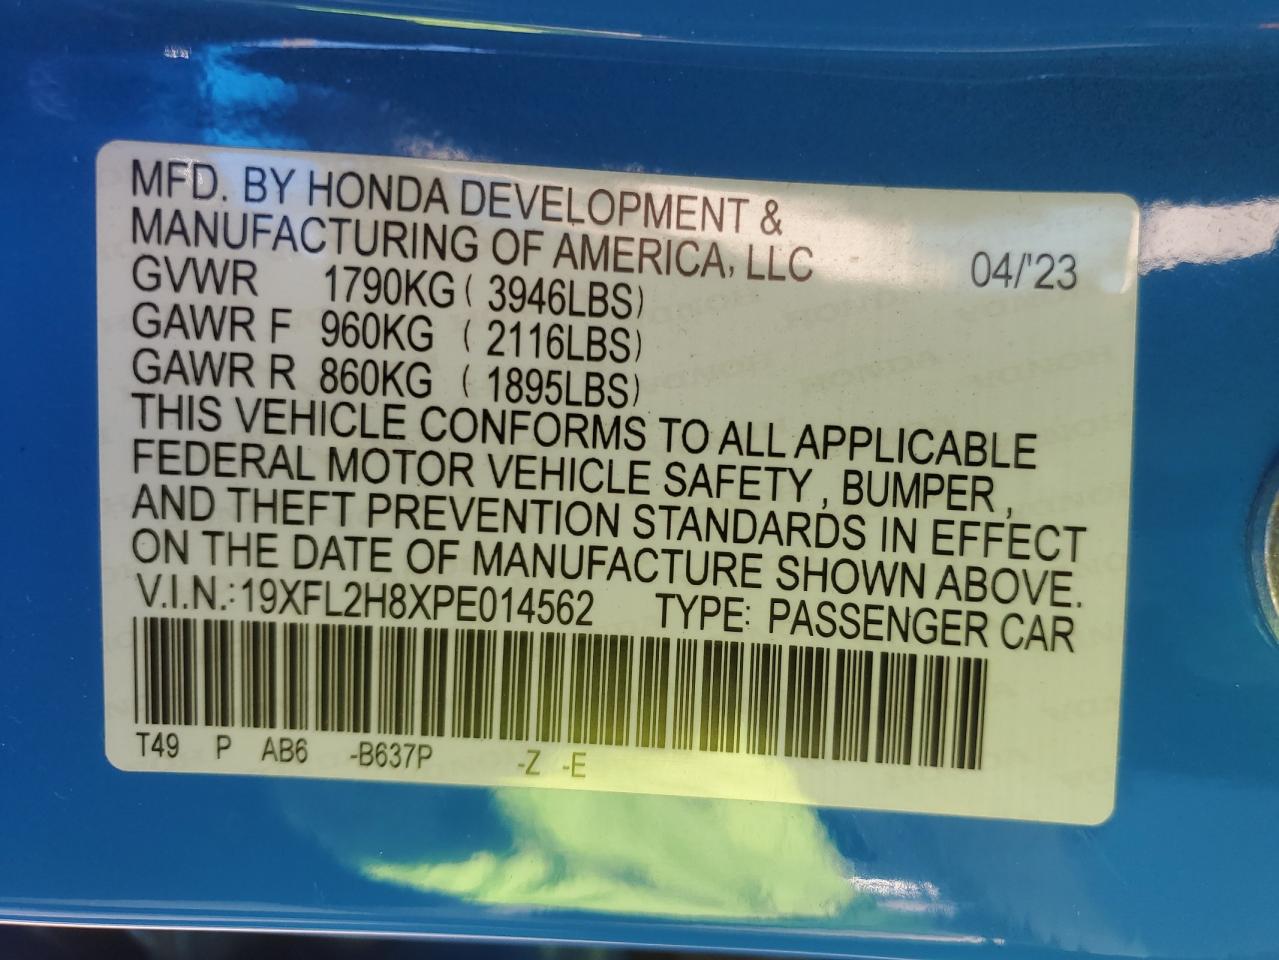 MFD. BY HONDA DEVELOPMENT &
MANUFACTURING OF AMERICA, LLC 04/'23
GVWR 1790KG ( 3946LBS)
GAWR F 960KG ( 2116LBS)
GAWR R 860KG ( 1895LBS)
THIS VEHICLE CONFORMS TO ALL APPLICABLE
FEDERAL MOTOR VEHICLE SAFETY , BUMPER ,
AND THEFT PREVENTION STANDARDS IN EFFECT
ON THE DATE OF MANUFACTURE SHOWN ABOVE.
V.I.N.: 19XFL2H8XPE014562 TYPE: PASSENGER CAR
T49 P AB6 -B637P -Z -E